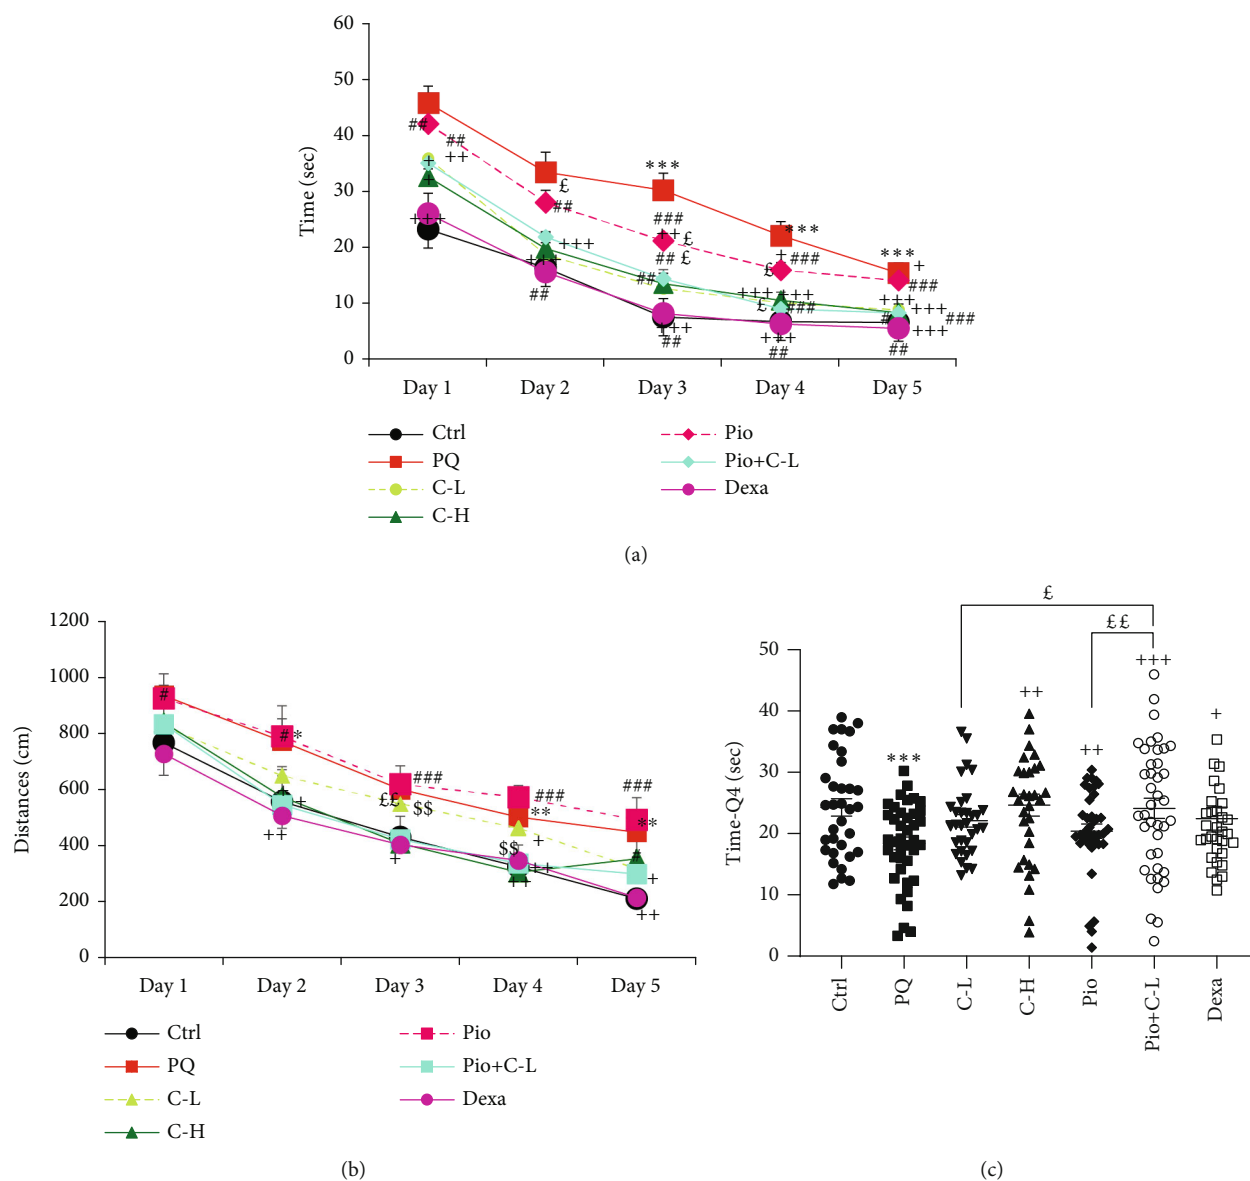 60
50
40
30
20
10
0
Time (sec)
##
##
++
+
+
+++
£
##
+++
+++
##
***
###
++
£
## £
##
+++
##
***
+
###
£
+++
+++
£
###
+++
##
***
+
###
+++
+++
#
###
+++
##
Day 1 Day 2 Day 3 Day 4 Day 5
Ctrl
PQ
C-L
C-H
Pio
Pio+C-L
Dexa
(a)
1200
1000
800
600
400
200
0
Distances (cm)
#
#
*
+
+
++
###
££
$$
+
###
**
+
$$
++
++
###
**
#
+
++
Day 1 Day 2 Day 3 Day 4 Day 5
Ctrl
PQ
C-L
C-H
Pio
Pio+C-L
Dexa
(b)
£
££
50
40
30
20
10
0
Time-Q4 (sec)
***
++
++
+++
+
Ctrl
PQ
C-L
C-H
Pio
Pio+C-L
Dexa
(c)